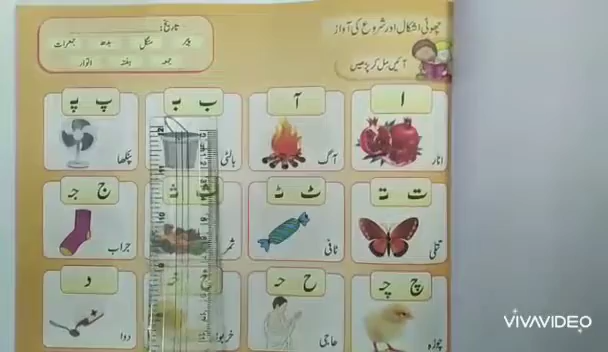 چھوٹی اشکال اور شروع کی آواز
تاریخ:
پیر منگل بدھ جمعرات
جمعہ ہفتہ اتوار
آئیں مل کر پڑھیں
ا آ ب ب پ پ
انار آگ بالٹی پنکھا
ت ت ٹ ٹ ث ج ج
تتلی ٹافی ثمر جراب
چ چ ح ح خ د
چوزہ حاجی دوا
VIVAVIDEO